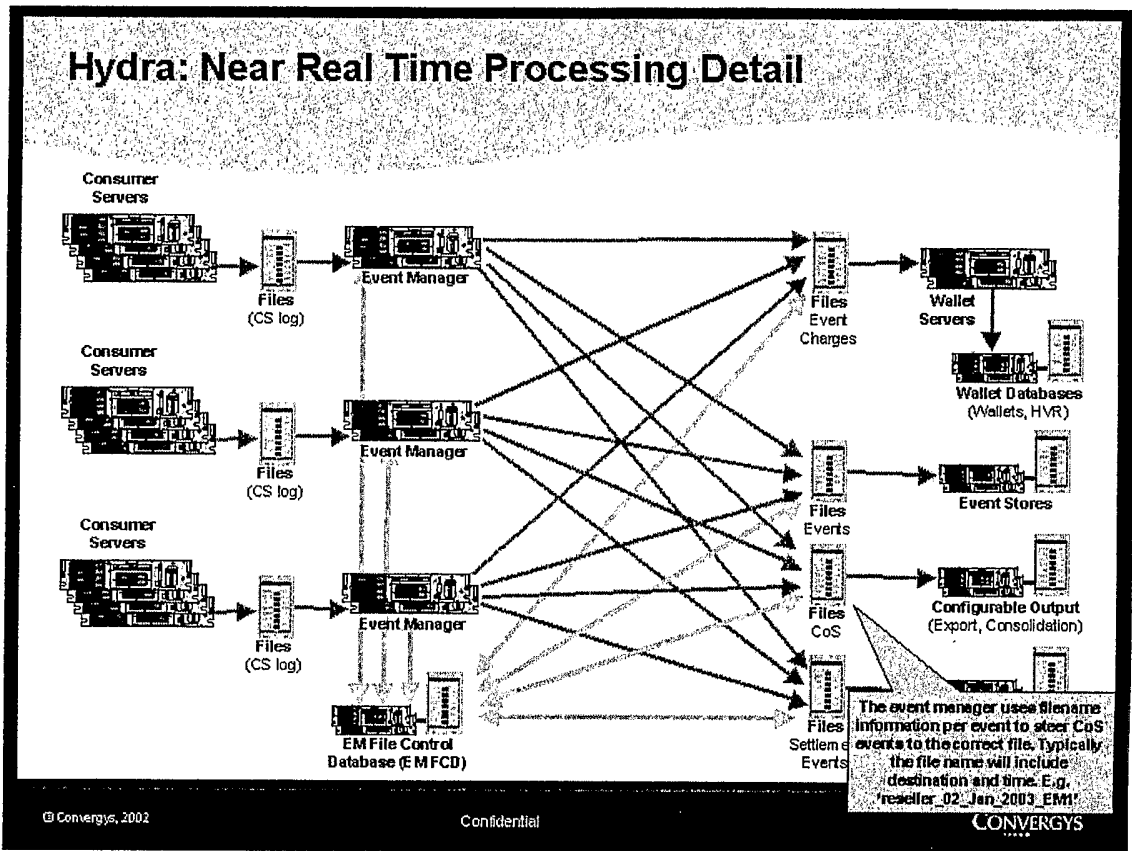 Hydra: Near Real Time Processing Detail
Consumer
Servers
Files
(CS log)
Event Manager
Files
Event
Charges
Wallet
Servers
Wallet Databases
(Wallets, HVR)
Consumer
Servers
Files
(CS log)
Event Manager
Files
Events
Event Stores
Consumer
Servers
Files
(CS log)
Event Manager
Files
CoS
Configurable Output
(Export, Consolidation)
EM File Control
Database (EM FCD)
Files
Settleme
Events
The event manager uses filename
information per event to steer CoS
events to the correct file. Typically
the file name will include
destination and time. E.g.
'reseller_02_Jan_2003_EM1'
© Convergys, 2002
Confidential
CONVERGYS